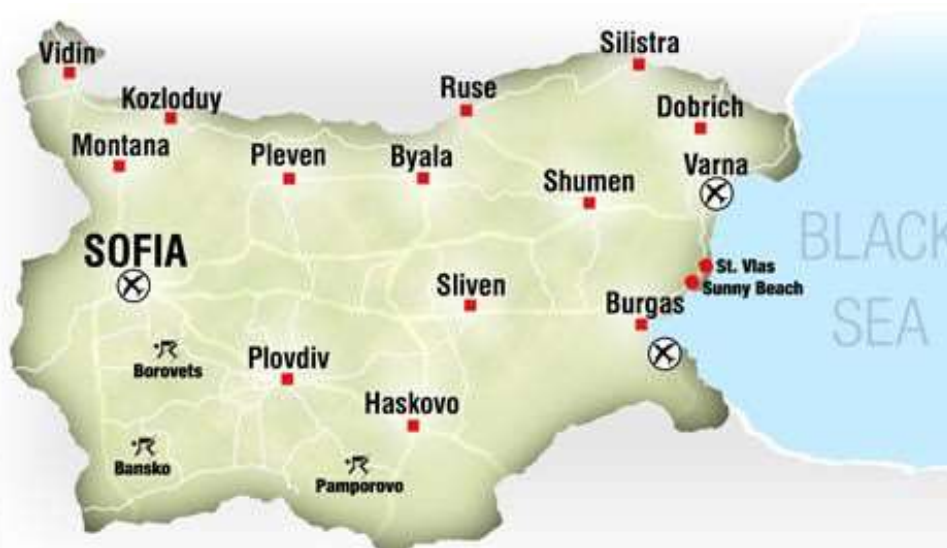 Vidin
Silistra
Kozloduy
Ruse
Dobrich
Montana
Pleven
Byala
Varna
Shumen
SOFIA
BLACK
SEA
St. Vlas
Sunny Beach
Sliven
Burgas
Borovets
Plovdiv
Haskovo
Bansko
Pamporovo